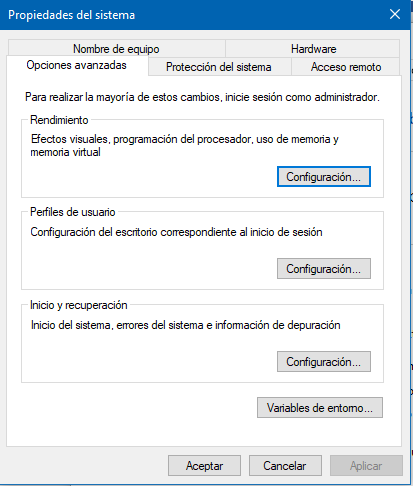 Propiedades del sistema
Nombre de equipo
Hardware
Opciones avanzadas
Protección del sistema
Acceso remoto
Para realizar la mayoría de estos cambios, inicie sesión como administrador.
Rendimiento
Efectos visuales, programación del procesador, uso de memoria y
memoria virtual
Configuración...
Perfiles de usuario
Configuración del escritorio correspondiente al inicio de sesión
Configuración...
Inicio y recuperación
Inicio del sistema, errores del sistema e información de depuración
Configuración...
Variables de entorno...
Aceptar
Cancelar
Aplicar